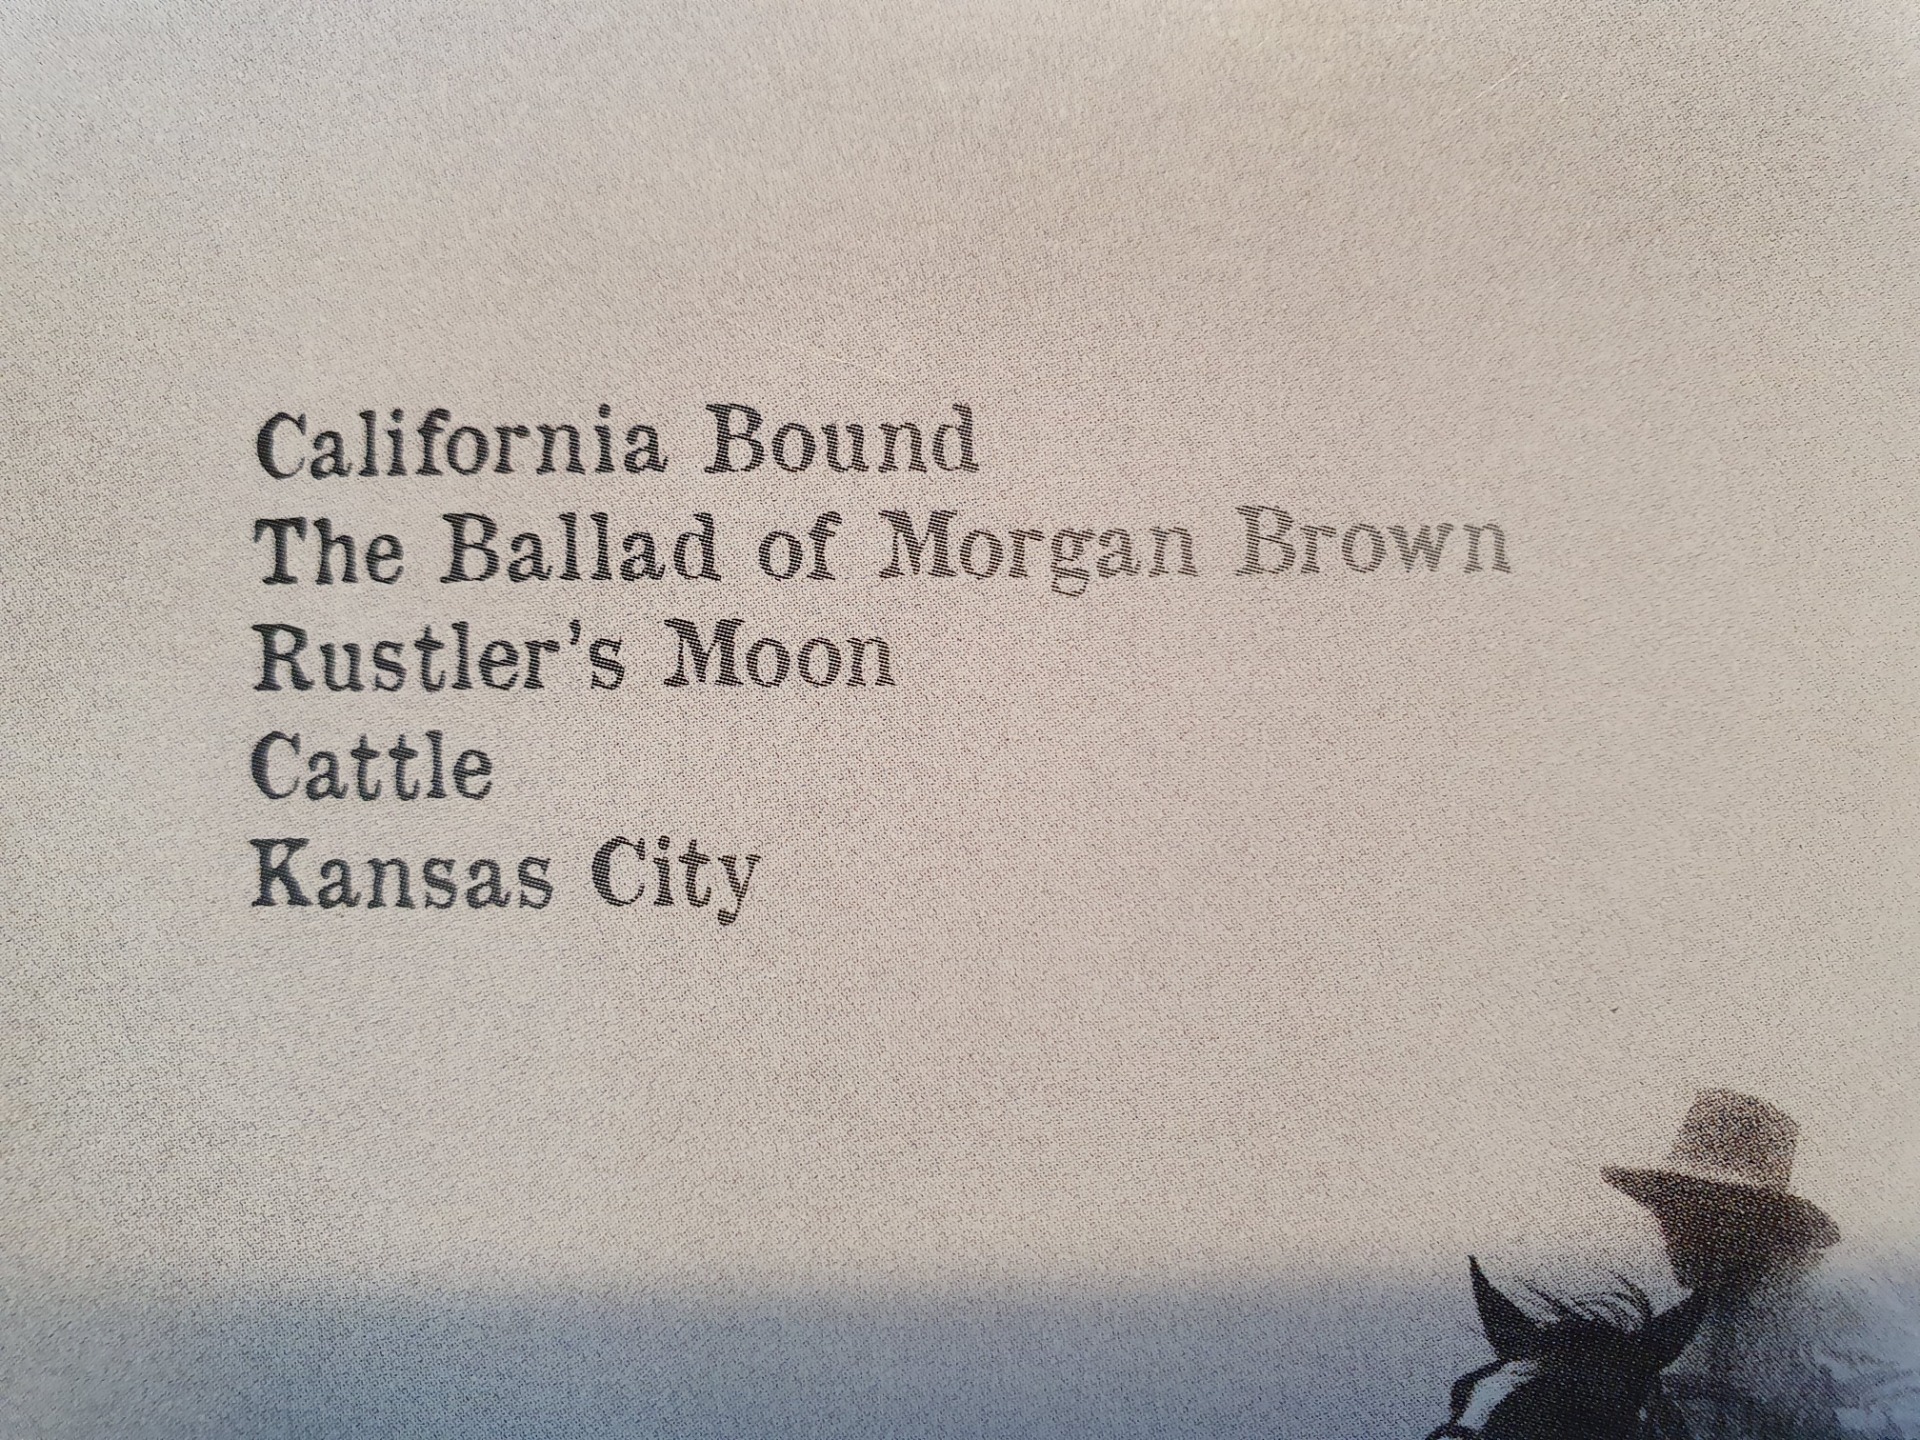 California Bound
The Ballad of Morgan Brown
Rustler's Moon
Cattle
Kansas City